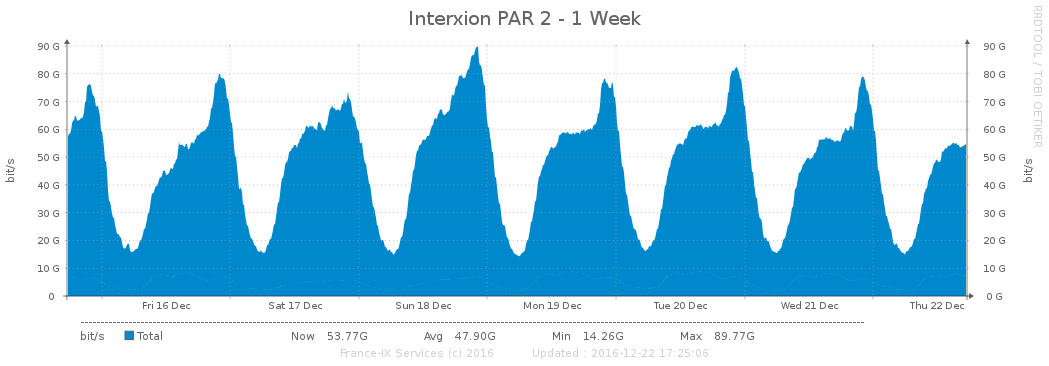 Interxion PAR 2 - 1 Week
RRDTOOL / TOBI OETIKER
bit/s
90 G
80 G
70 G
60 G
50 G
40 G
30 G
20 G
10 G
0
90 G
80 G
70 G
60 G
50 G
40 G
30 G
20 G
10 G
0 G
bit/s
Fri 16 Dec Sat 17 Dec Sun 18 Dec Mon 19 Dec Tue 20 Dec Wed 21 Dec Thu 22 Dec
bit/s Total Now 53.77G Avg 47.90G Min 14.26G Max 89.77G
France-IX Services (c) 2016 Updated : 2016-12-22 17:25:06